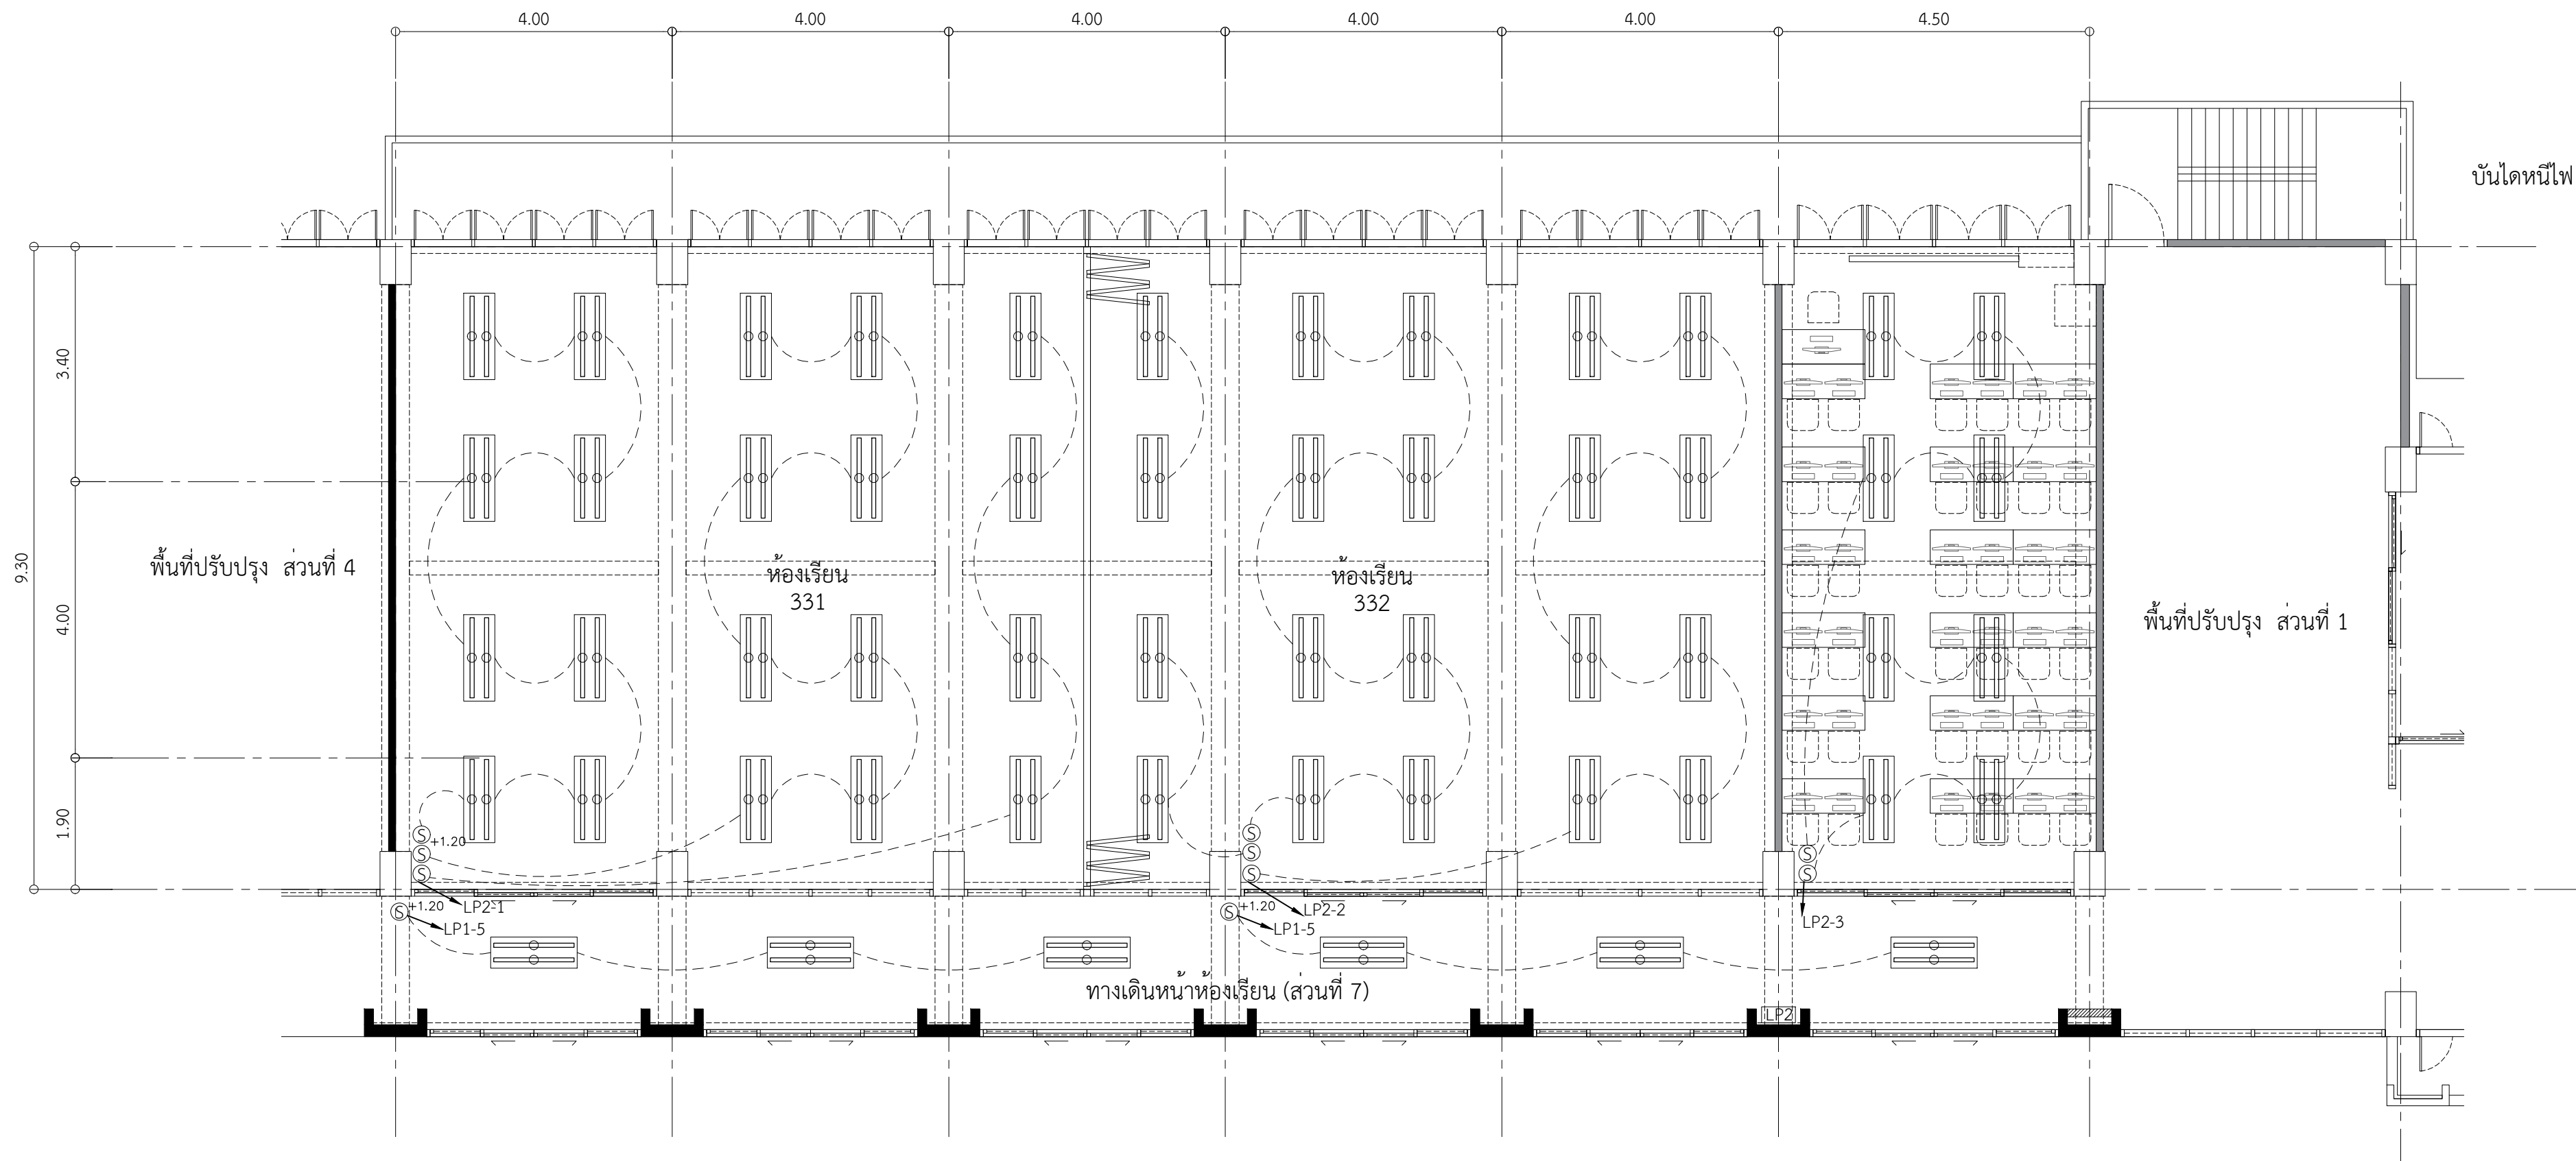 4.00
4.00
4.00
4.00
4.00
4.50
บันไดหนีไฟ
3.40
9.30
4.00
1.90
พื้นที่ปรับปรุง ส่วนที่ 4
ห้องเรียน
331
ห้องเรียน
332
พื้นที่ปรับปรุง ส่วนที่ 1
S
+1.20
S
S
LP2-1
S
+1.20
LP1-5
S
S
S
LP2-2
S
+1.20
LP1-5
S
S
LP2-3
ทางเดินหน้าห้องเรียน (ส่วนที่ 7)
LP2